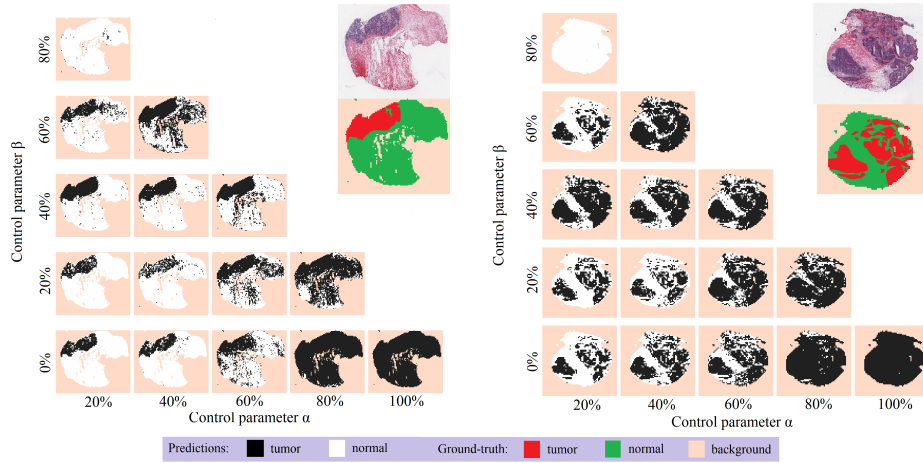 80%
60%
40%
20%
0%
Control parameter β
20% 40% 60% 80% 100%
Control parameter α
80%
60%
40%
20%
0%
Control parameter β
20% 40% 60% 80% 100%
Control parameter α
Predictions: tumor normal Ground-truth: tumor normal background